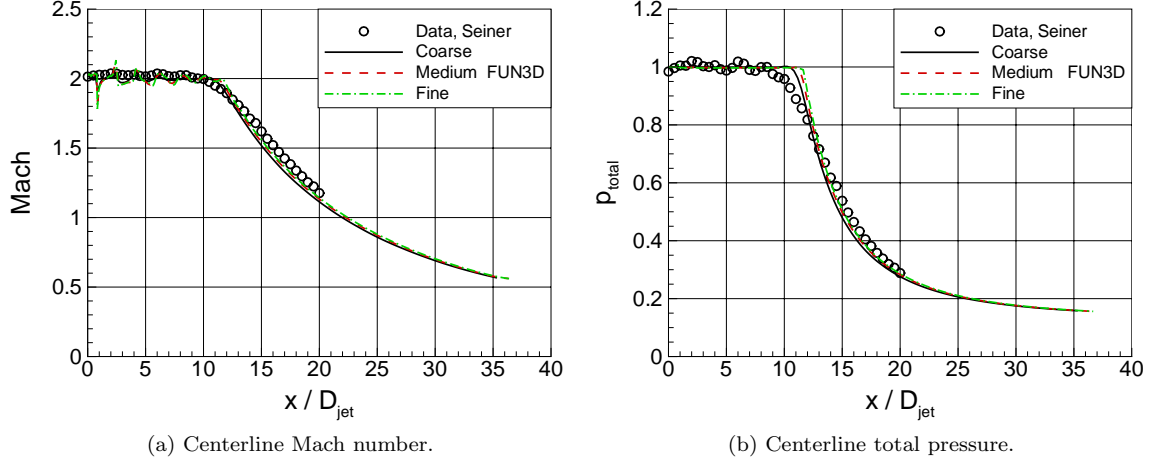 2.5
2
1.5
1
0.5
0
Mach
Data, Seiner
Coarse
Medium FUN3D
Fine
0 5 10 15 20 25 30 35 40
x / D_jet
(a) Centerline Mach number.
1.2
1
0.8
0.6
0.4
0.2
0
p_total
Data, Seiner
Coarse
Medium FUN3D
Fine
0 5 10 15 20 25 30 35 40
x / D_jet
(b) Centerline total pressure.